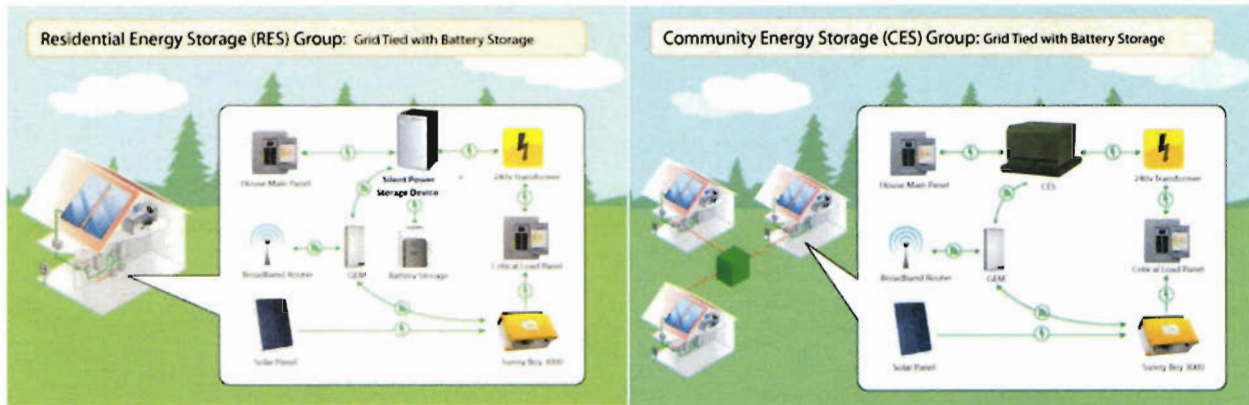 Residential Energy Storage (RES) Group: Grid Tied with Battery Storage
House Main Panel
Silent Power
Storage Device
240v Transformer
Broadband Router
GEM
Battery Storage
Critical Load Panel
Solar Panel
Sunny Boy 3000
Community Energy Storage (CES) Group: Grid Tied with Battery Storage
House Main Panel
CES
240v Transformer
Broadband Router
GEM
Critical Load Panel
Solar Panel
Sunny Boy 3000